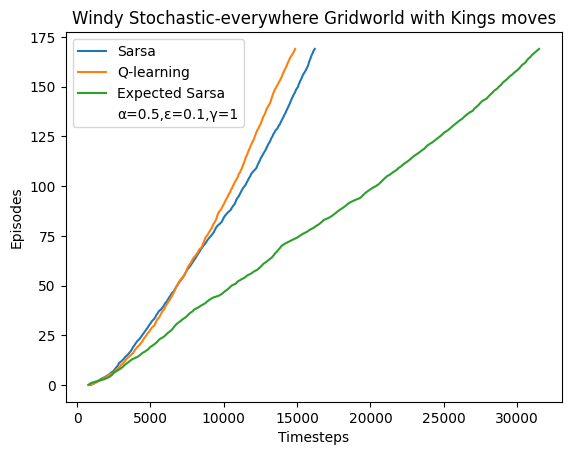 Windy Stochastic-everywhere Gridworld with Kings moves
Sarsa
Q-learning
Expected Sarsa
α=0.5,ε=0.1,γ=1
Episodes
175
150
125
100
75
50
25
0
0 5000 10000 15000 20000 25000 30000
Timesteps